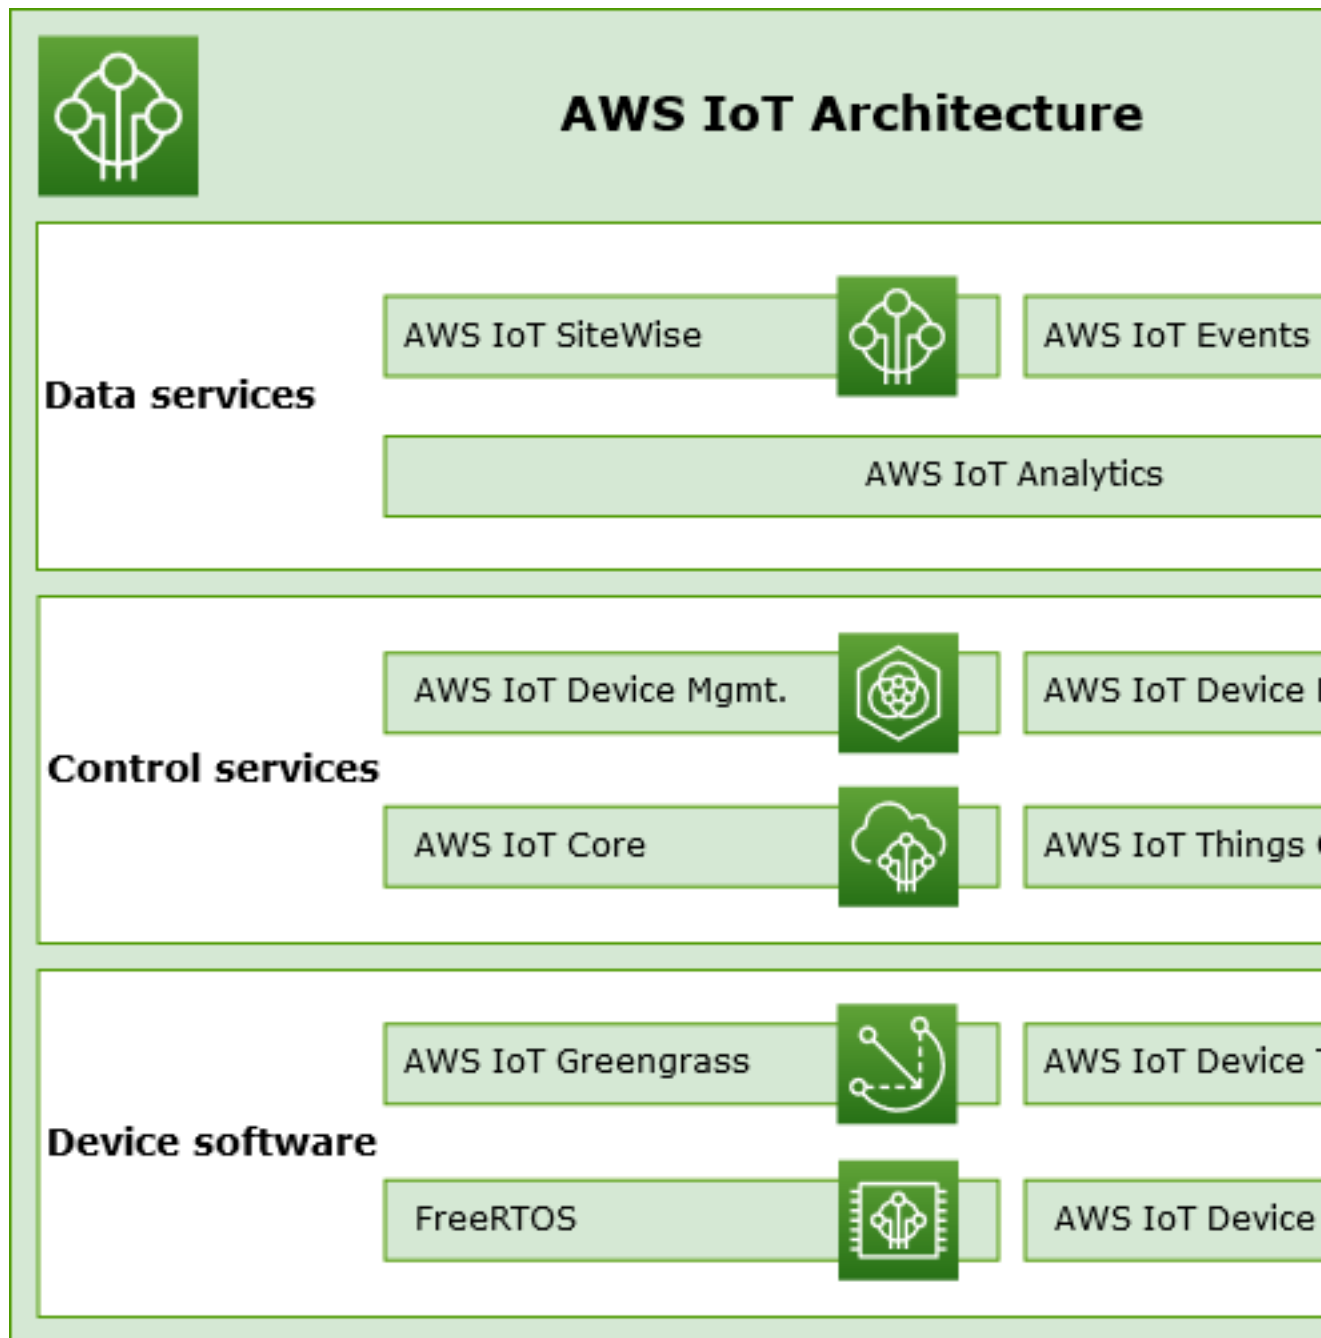 AWS IoT Architecture
Data services
AWS IoT SiteWise
AWS IoT Events
AWS IoT Analytics
Control services
AWS IoT Device Mgmt.
AWS IoT Device
AWS IoT Core
AWS IoT Things
Device software
AWS IoT Greengrass
AWS IoT Device
FreeRTOS
AWS IoT Device